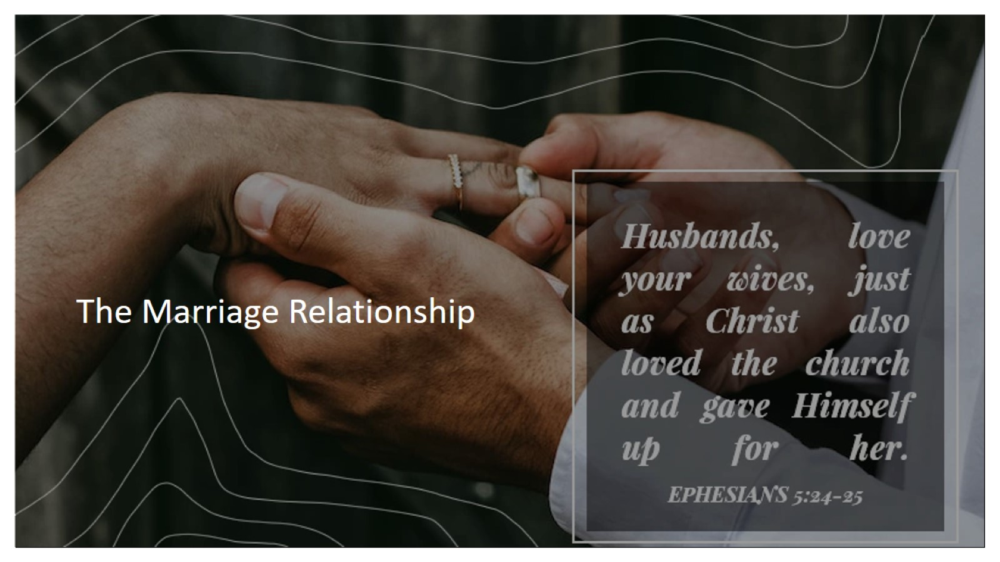 The Marriage Relationship
Husbands, love
your wives, just
as Christ also
loved the church
and gave Himself
up for her.
EPHESIANS 5:24-25